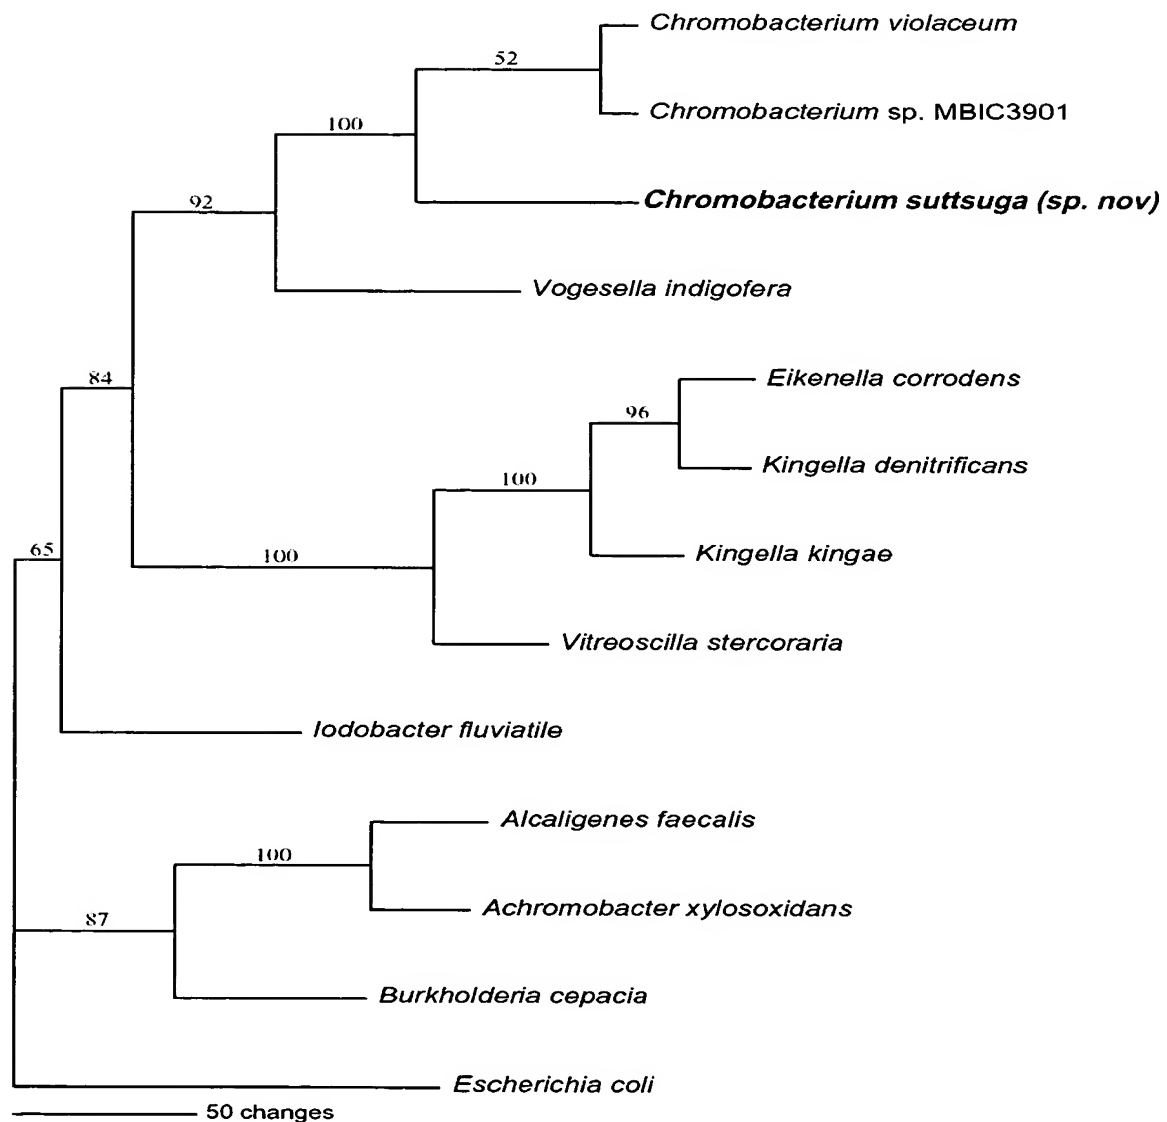 Chromobacterium violaceum
52
Chromobacterium sp. MBIC3901
100
Chromobacterium suttsuga (sp. nov)
92
Vogesella indigofera
Eikenella corrodens
84
96
Kingella denitrificans
100
Kingella kingae
65
100
Vitreoscilla stercoraria
Iodobacter fluviatile
Alcaligenes faecalis
100
Achromobacter xylosoxidans
87
Burkholderia cepacia
Escherichia coli
50 changes